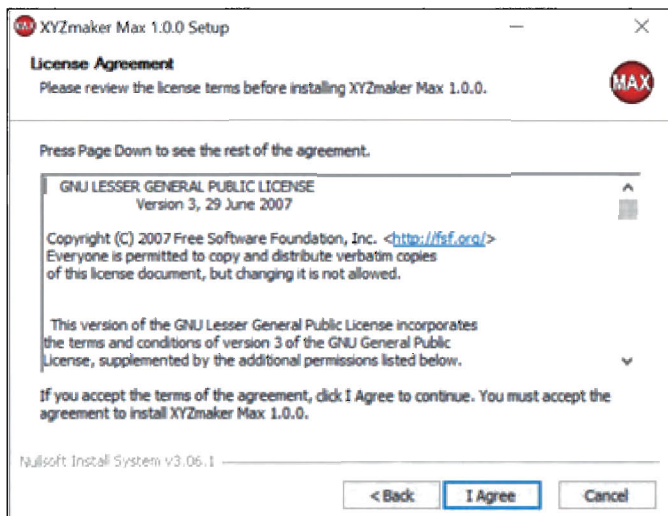 XYZmaker Max 1.0.0 Setup
License Agreement
Please review the license terms before installing XYZmaker Max 1.0.0.
MAX
Press Page Down to see the rest of the agreement.
GNU LESSER GENERAL PUBLIC LICENSE
Version 3, 29 June 2007
Copyright (C) 2007 Free Software Foundation, Inc. <http://fsf.org/>
Everyone is permitted to copy and distribute verbatim copies
of this license document, but changing it is not allowed.
This version of the GNU Lesser General Public License incorporates
the terms and conditions of version 3 of the GNU General Public
License, supplemented by the additional permissions listed below.
If you accept the terms of the agreement, click I Agree to continue. You must accept the
agreement to install XYZmaker Max 1.0.0.
Nullsoft Install System v3.06.1
< Back I Agree Cancel